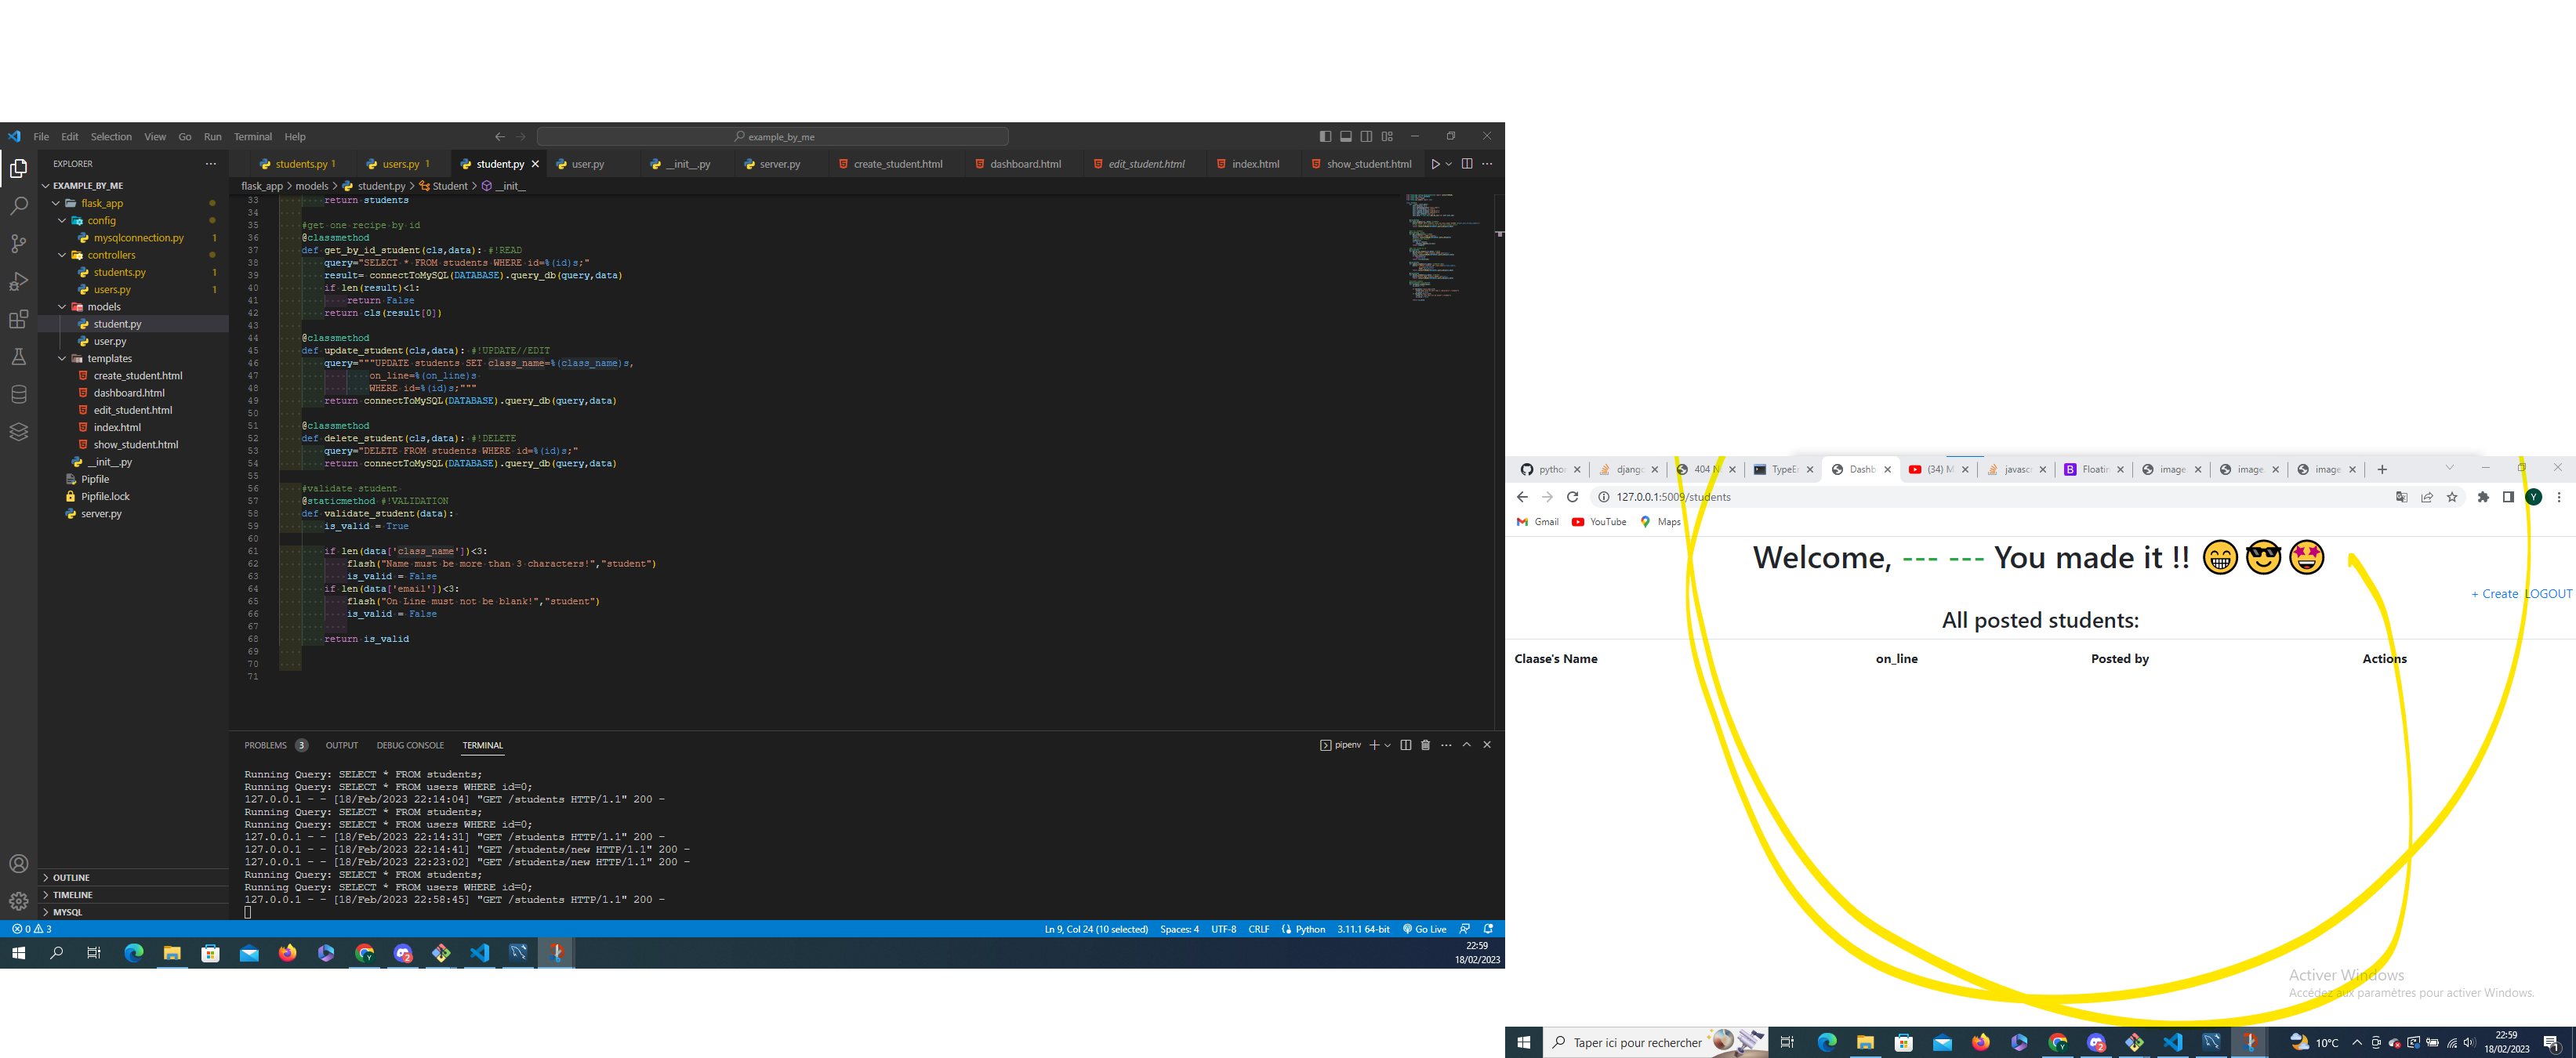 File Edit Selection View Go Run Terminal Help
example_by_me
EXPLORER
EXAMPLE_BY_ME
flask_app
config
mysqlconnection.py 1
controllers
students.py 1
users.py 1
models
student.py
user.py
templates
create_student.html
dashboard.html
edit_student.html
index.html
show_student.html
__init__.py
Pipfile
Pipfile.lock
server.py
OUTLINE
TIMELINE
MYSQL
students.py 1 users.py 1 student.py user.py __init__.py server.py create_student.html dashboard.html edit_student.html index.html show_student.html
flask_app > models > student.py > Student > __init__
33 return students
34
35 #get one recipe by id
36 @classmethod
37 def get_by_id_student(cls,data): #!READ
38 query="SELECT * FROM students WHERE id=%(id)s;"
39 result= connectToMySQL(DATABASE).query_db(query,data)
40 if len(result)<1:
41 return False
42 return cls(result[0])
43
44 @classmethod
45 def update_student(cls,data): #!UPDATE//EDIT
46 query="""UPDATE students SET class_name=%(class_name)s,
47 on_line=%(on_line)s
48 WHERE id=%(id)s;"""
49 return connectToMySQL(DATABASE).query_db(query,data)
50
51 @classmethod
52 def delete_student(cls,data): #!DELETE
53 query="DELETE FROM students WHERE id=%(id)s;"
54 return connectToMySQL(DATABASE).query_db(query,data)
55
56 #validate student
57 @staticmethod #!VALIDATION
58 def validate_student(data):
59 is_valid = True
60
61 if len(data['class_name'])<3:
62 flash("Name must be more than 3 characters!","student")
63 is_valid = False
64 if len(data['email'])<3:
65 flash("On Line must not be blank!","student")
66 is_valid = False
67
68 return is_valid
69
70
71
PROBLEMS 3 OUTPUT DEBUG CONSOLE TERMINAL
pipenv
Running Query: SELECT * FROM students;
Running Query: SELECT * FROM users WHERE id=0;
127.0.0.1 - - [18/Feb/2023 22:14:04] "GET /students HTTP/1.1" 200 -
Running Query: SELECT * FROM students;
Running Query: SELECT * FROM users WHERE id=0;
127.0.0.1 - - [18/Feb/2023 22:14:31] "GET /students HTTP/1.1" 200 -
127.0.0.1 - - [18/Feb/2023 22:14:41] "GET /students/new HTTP/1.1" 200 -
127.0.0.1 - - [18/Feb/2023 22:23:02] "GET /students/new HTTP/1.1" 200 -
Running Query: SELECT * FROM students;
Running Query: SELECT * FROM users WHERE id=0;
127.0.0.1 - - [18/Feb/2023 22:58:45] "GET /students HTTP/1.1" 200 -
0 3
Ln 9, Col 24 (10 selected) Spaces: 4 UTF-8 CRLF Python 3.11.1 64-bit Go Live
22:59
18/02/2023
python djang 404 N TypeEr Dashb (34) M javasc Floatin image image image
127.0.0.1:5009/students
Gmail YouTube Maps
Welcome, --- --- You made it !! 😁😎🤩
+ Create LOGOUT
All posted students:
Claase's Name on_line Posted by Actions
Activer Windows
Accédez aux paramètres pour activer Windows.
Taper ici pour rechercher
10°C
22:59
18/02/2023